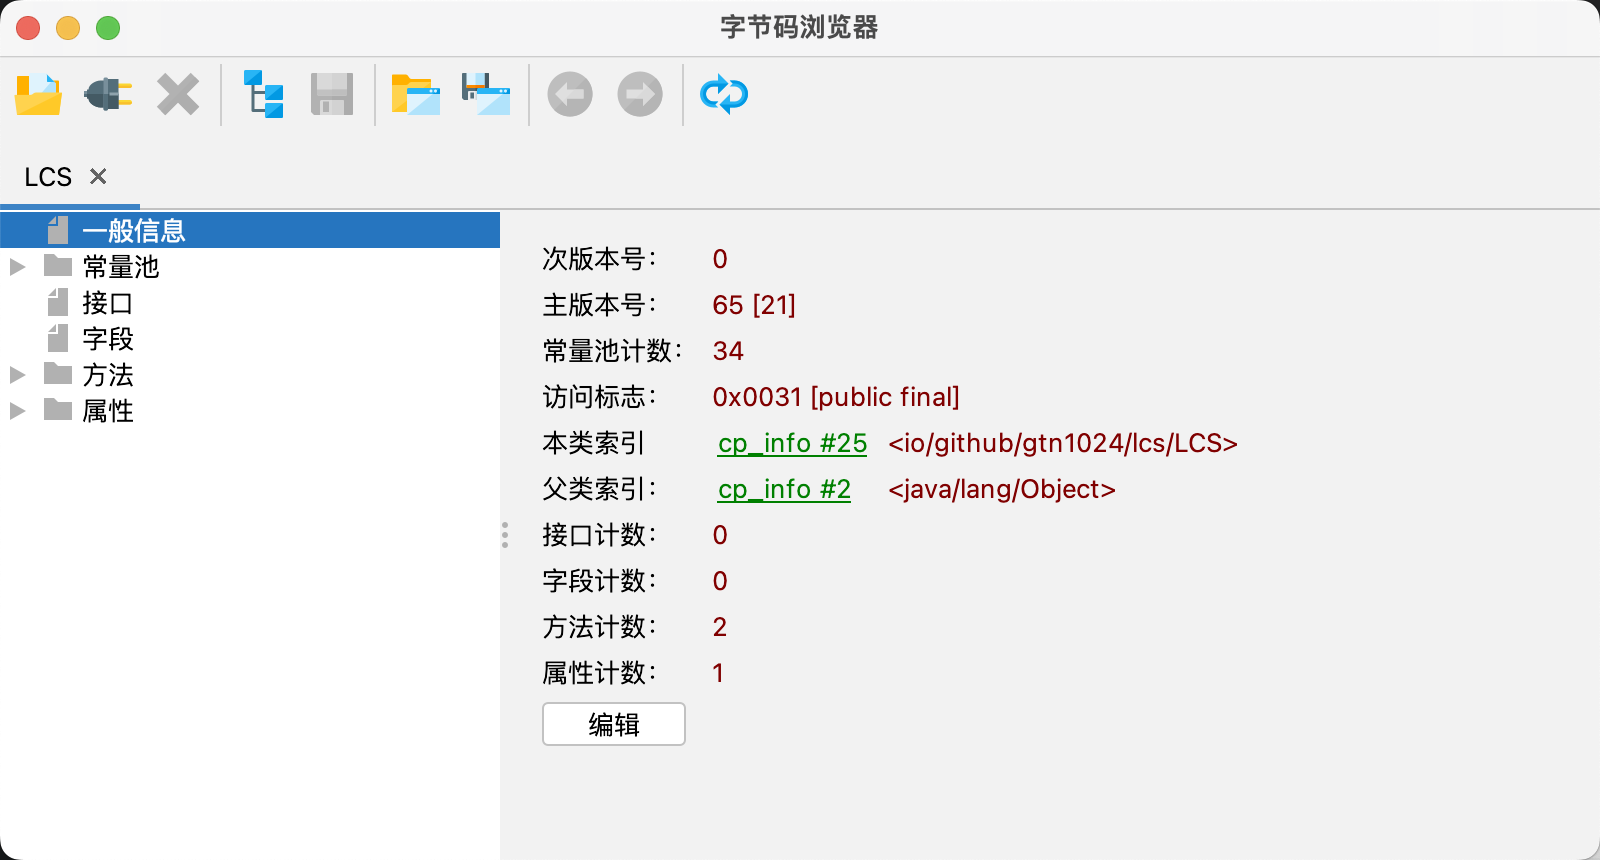 字节码浏览器
LCS
一般信息
常量池
接口
字段
方法
属性
次版本号： 0
主版本号： 65 [21]
常量池计数： 34
访问标志： 0x0031 [public final]
本类索引 cp_info #25 <io/github/gtn1024/lcs/LCS>
父类索引： cp_info #2 <java/lang/Object>
接口计数： 0
字段计数： 0
方法计数： 2
属性计数： 1
编辑